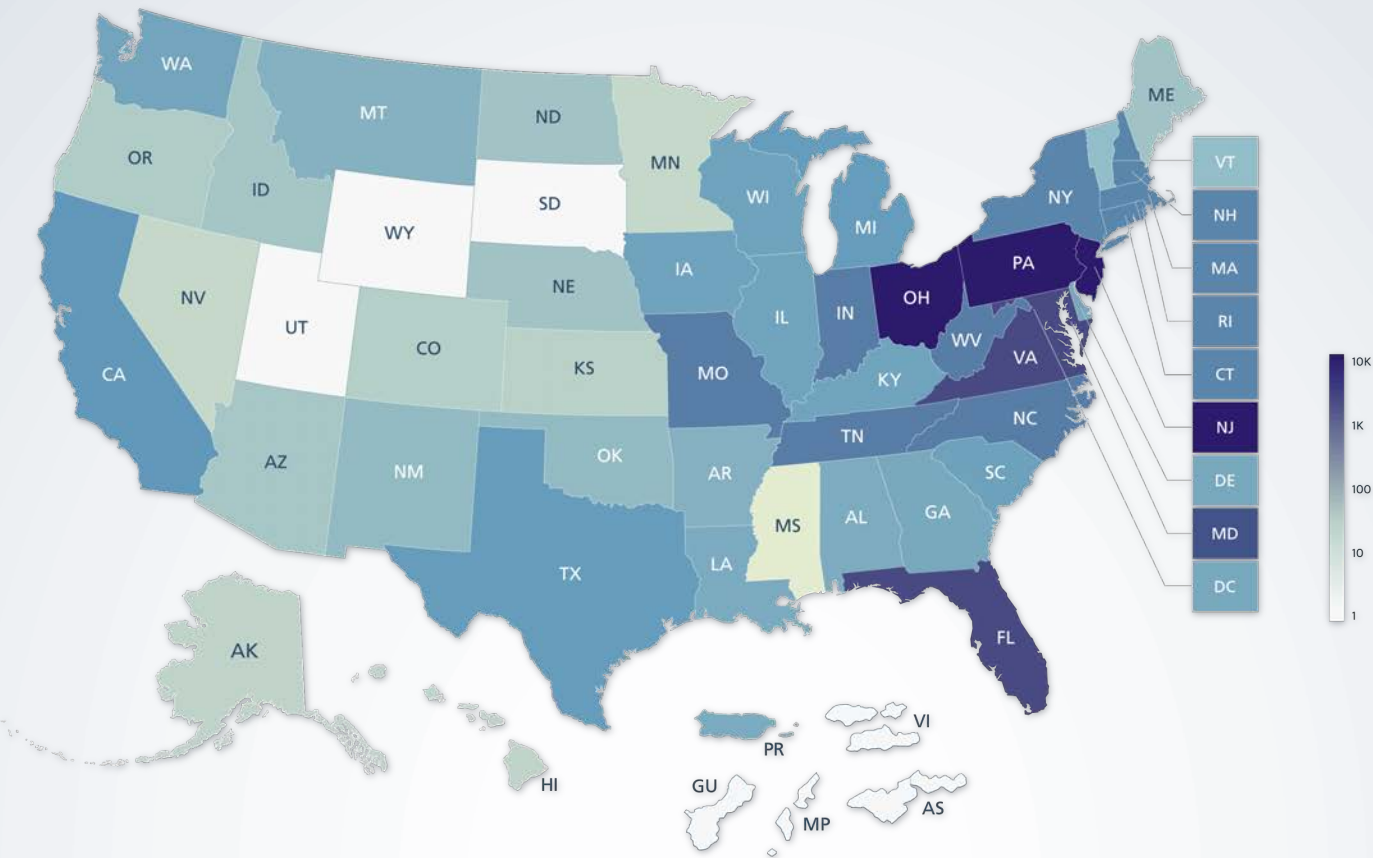 WA
MT
ND
MN
ME
OR
ID
SD
WI
VT
WY
NY
NH
MI
IA
MA
NE
PA
NV
OH
IL
IN
RI
UT
CO
WV
VA
KS
MO
KY
CT
CA
10K
NC
1K
NJ
TN
AZ
NM
OK
AR
SC
DE
100
MS
AL
GA
MD
10
LA
TX
DC
1
FL
AK
VI
PR
HI
GU
AS
MP